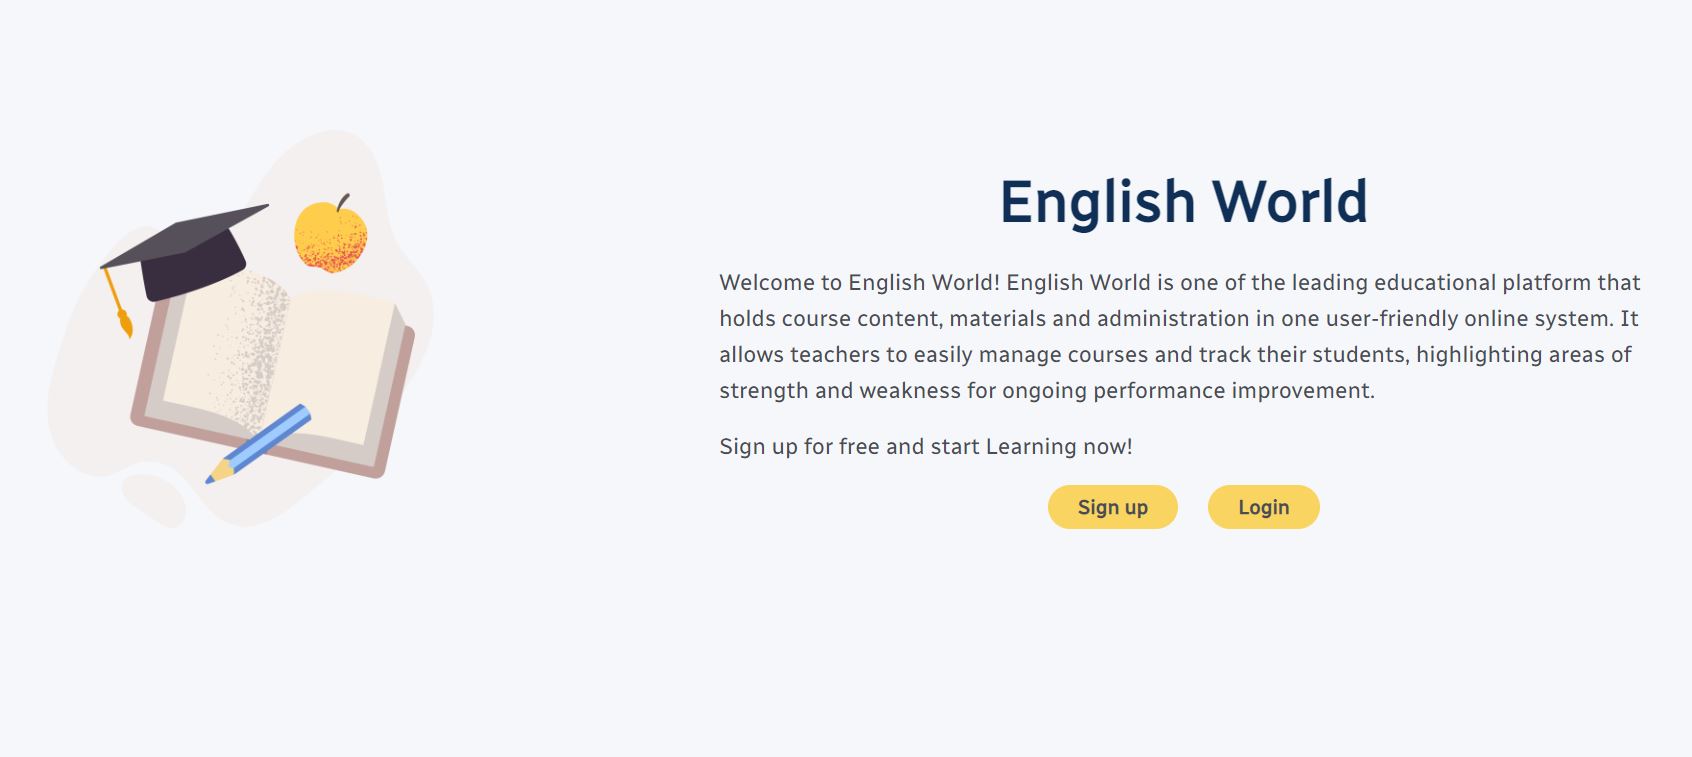 English World
Welcome to English World! English World is one of the leading educational platform that
holds course content, materials and administration in one user-friendly online system. It
allows teachers to easily manage courses and track their students, highlighting areas of
strength and weakness for ongoing performance improvement.
Sign up for free and start Learning now!
Sign up
Login